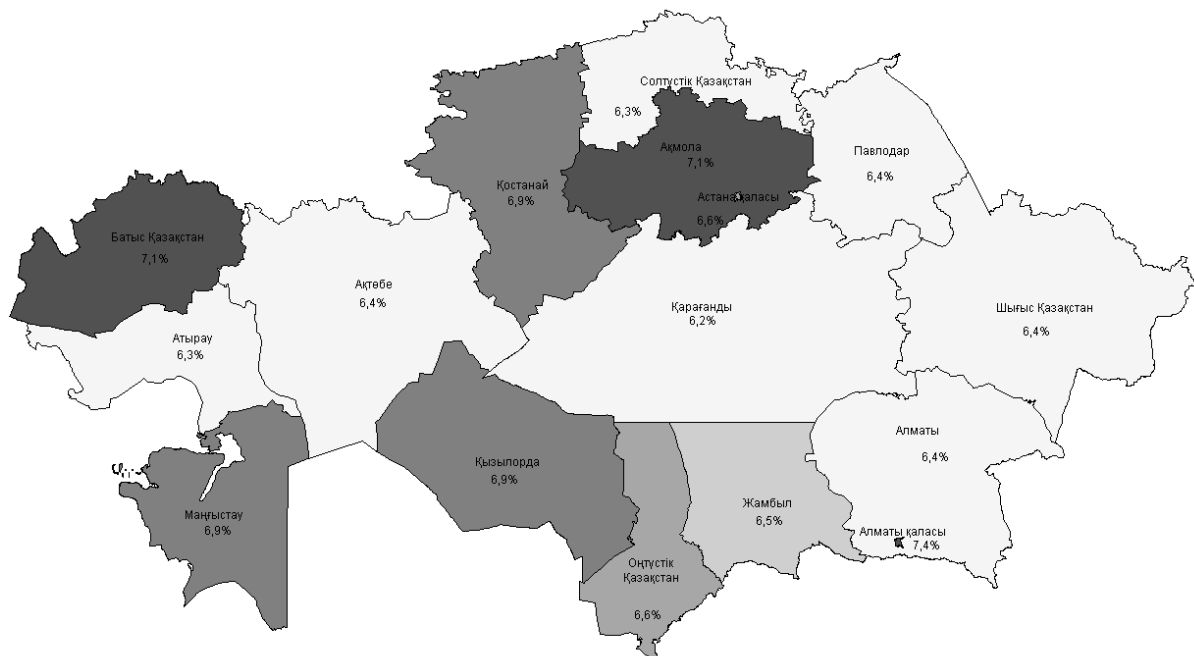 Солтүстік Қазақстан
6,3%
Ақмола
7,1%
Павлодар
6,4%
Қостанай
6,9%
Астана қаласы
6,6%
Батыс Қазақстан
7,1%
Ақтөбе
6,4%
Қарағанды
6,2%
Шығыс Қазақстан
6,4%
Атырау
6,3%
Алматы
6,4%
Қызылорда
6,9%
Жамбыл
6,5%
Маңғыстау
6,9%
Алматы қаласы
7,4%
Оңтүстік
Қазақстан
6,6%